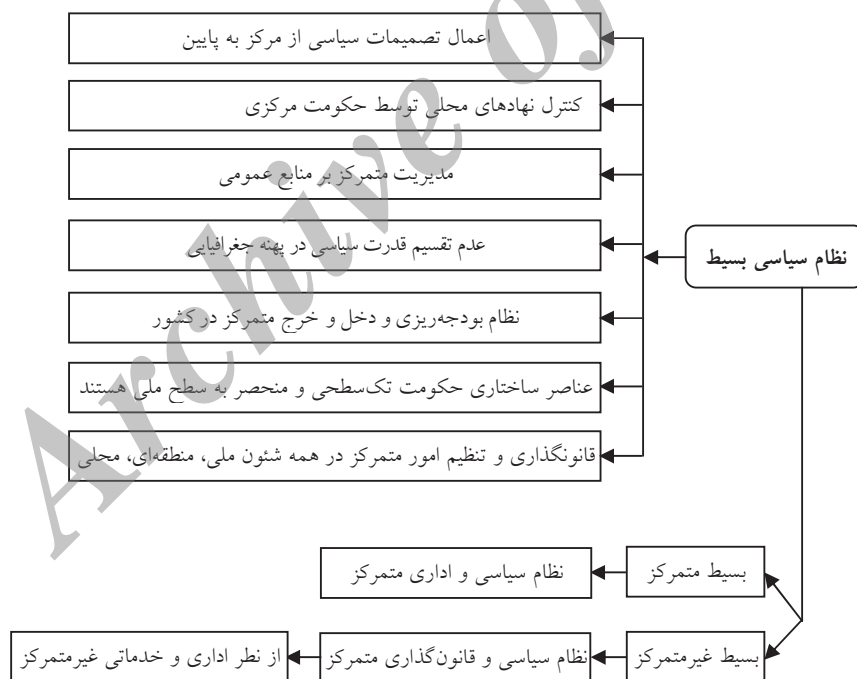 اعمال تصمیمات سیاسی از مرکز به پایین
کنترل نهادهای محلی توسط حکومت مرکزی
مدیریت متمرکز بر منابع عمومی
عدم تقسیم قدرت سیاسی در پهنه جغرافیایی
نظام سیاسی بسیط
نظام بودجه‌ریزی و دخل و خرج متمرکز در کشور
عناصر ساختاری حکومت تک‌سطحی و منحصر به سطح ملی هستند
قانونگذاری و تنظیم امور متمرکز در همه شئون ملی، منطقه‌ای، محلی
بسیط متمرکز
نظام سیاسی و اداری متمرکز
بسیط غیرمتمرکز
نظام سیاسی و قانون‌گذاری متمرکز
از نطر اداری و خدماتی غیرمتمرکز
Archive of